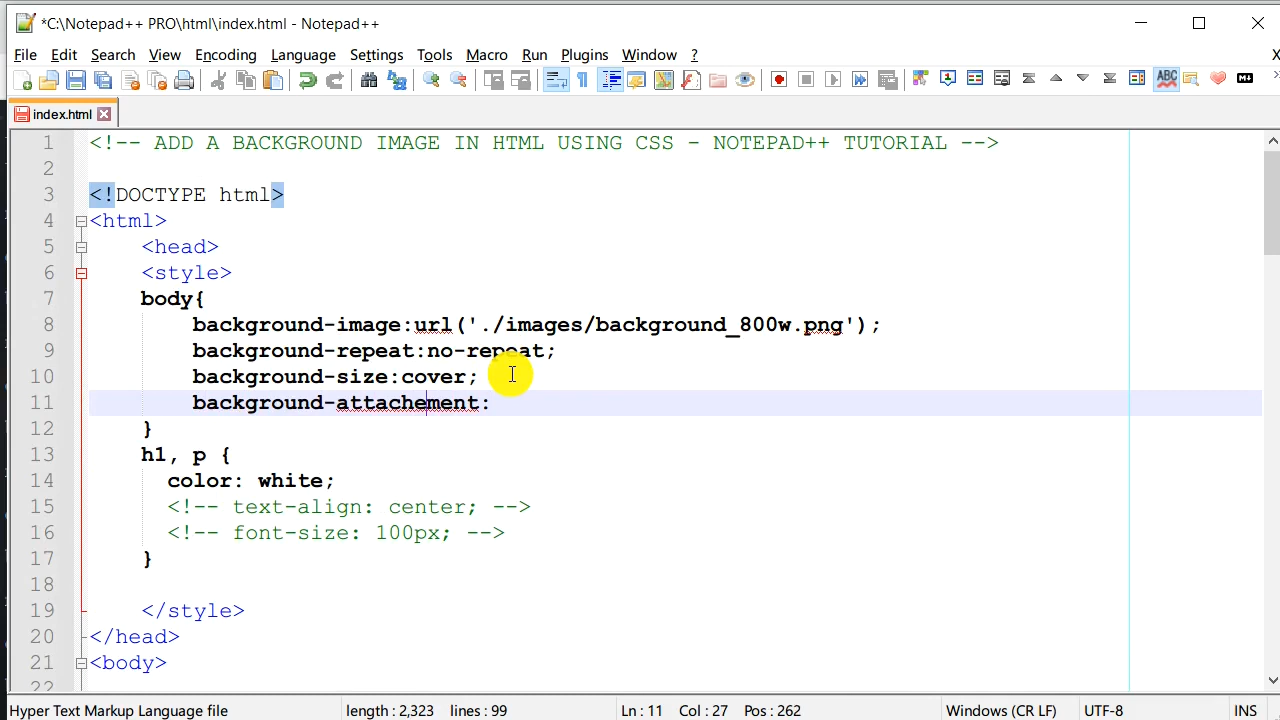 *C:\Notepad++ PRO\html\index.html - Notepad++
File Edit Search View Encoding Language Settings Tools Macro Run Plugins Window ? X
ABC
index.html
1 <!-- ADD A BACKGROUND IMAGE IN HTML USING CSS - NOTEPAD++ TUTORIAL -->
2
3 <!DOCTYPE html>
4 <html>
5 <head>
6 <style>
7 body{
8 background-image:url('./images/background_800w.png');
9 background-repeat:no-repeat;
10 background-size:cover;
11 background-attachement:
12 }
13 h1, p {
14 color: white;
15 <!-- text-align: center; -->
16 <!-- font-size: 100px; -->
17 }
18
19 </style>
20 </head>
21 <body>
22
Hyper Text Markup Language file length : 2,323 lines : 99 Ln : 11 Col : 27 Pos : 262 Windows (CR LF) UTF-8 INS